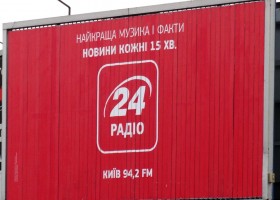 НАЙКРАЩА МУЗИКА І ФАКТИ
НОВИНИ КОЖНІ 15 ХВ.
24
РАДІО
КИЇВ 94,2 FM